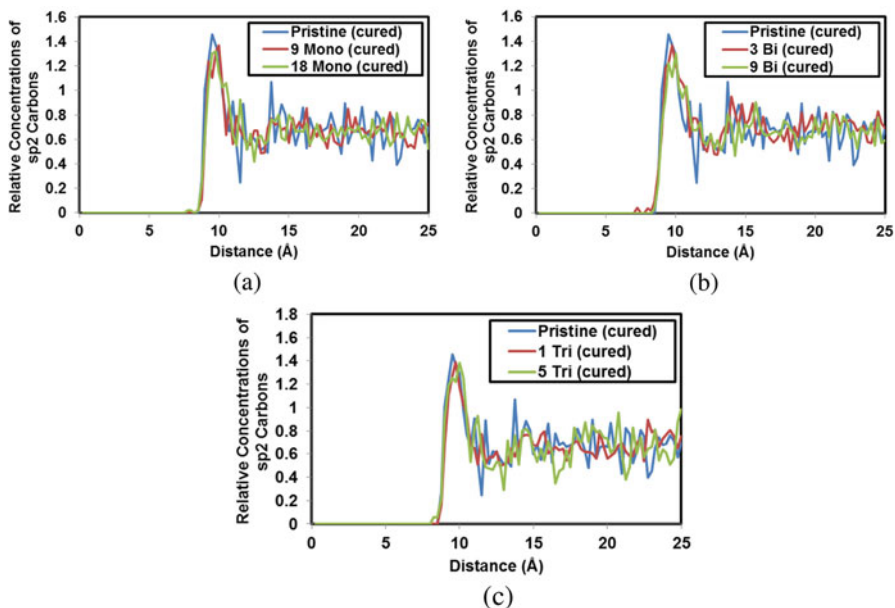 Relative Concentrations of
sp2 Carbons
1.6
1.4
1.2
1
0.8
0.6
0.4
0.2
0
Pristine (cured)
9 Mono (cured)
18 Mono (cured)
0 5 10 15 20 25
Distance (Å)
(a)
Relative Concentrations of
sp2 Carbons
1.6
1.4
1.2
1
0.8
0.6
0.4
0.2
0
Pristine (cured)
3 Bi (cured)
9 Bi (cured)
0 5 10 15 20 25
Distance (Å)
(b)
Relative Concentrations of
sp2 Carbons
1.8
1.6
1.4
1.2
1
0.8
0.6
0.4
0.2
0
Pristine (cured)
1 Tri (cured)
5 Tri (cured)
0 5 10 15 20 25
Distance (Å)
(c)